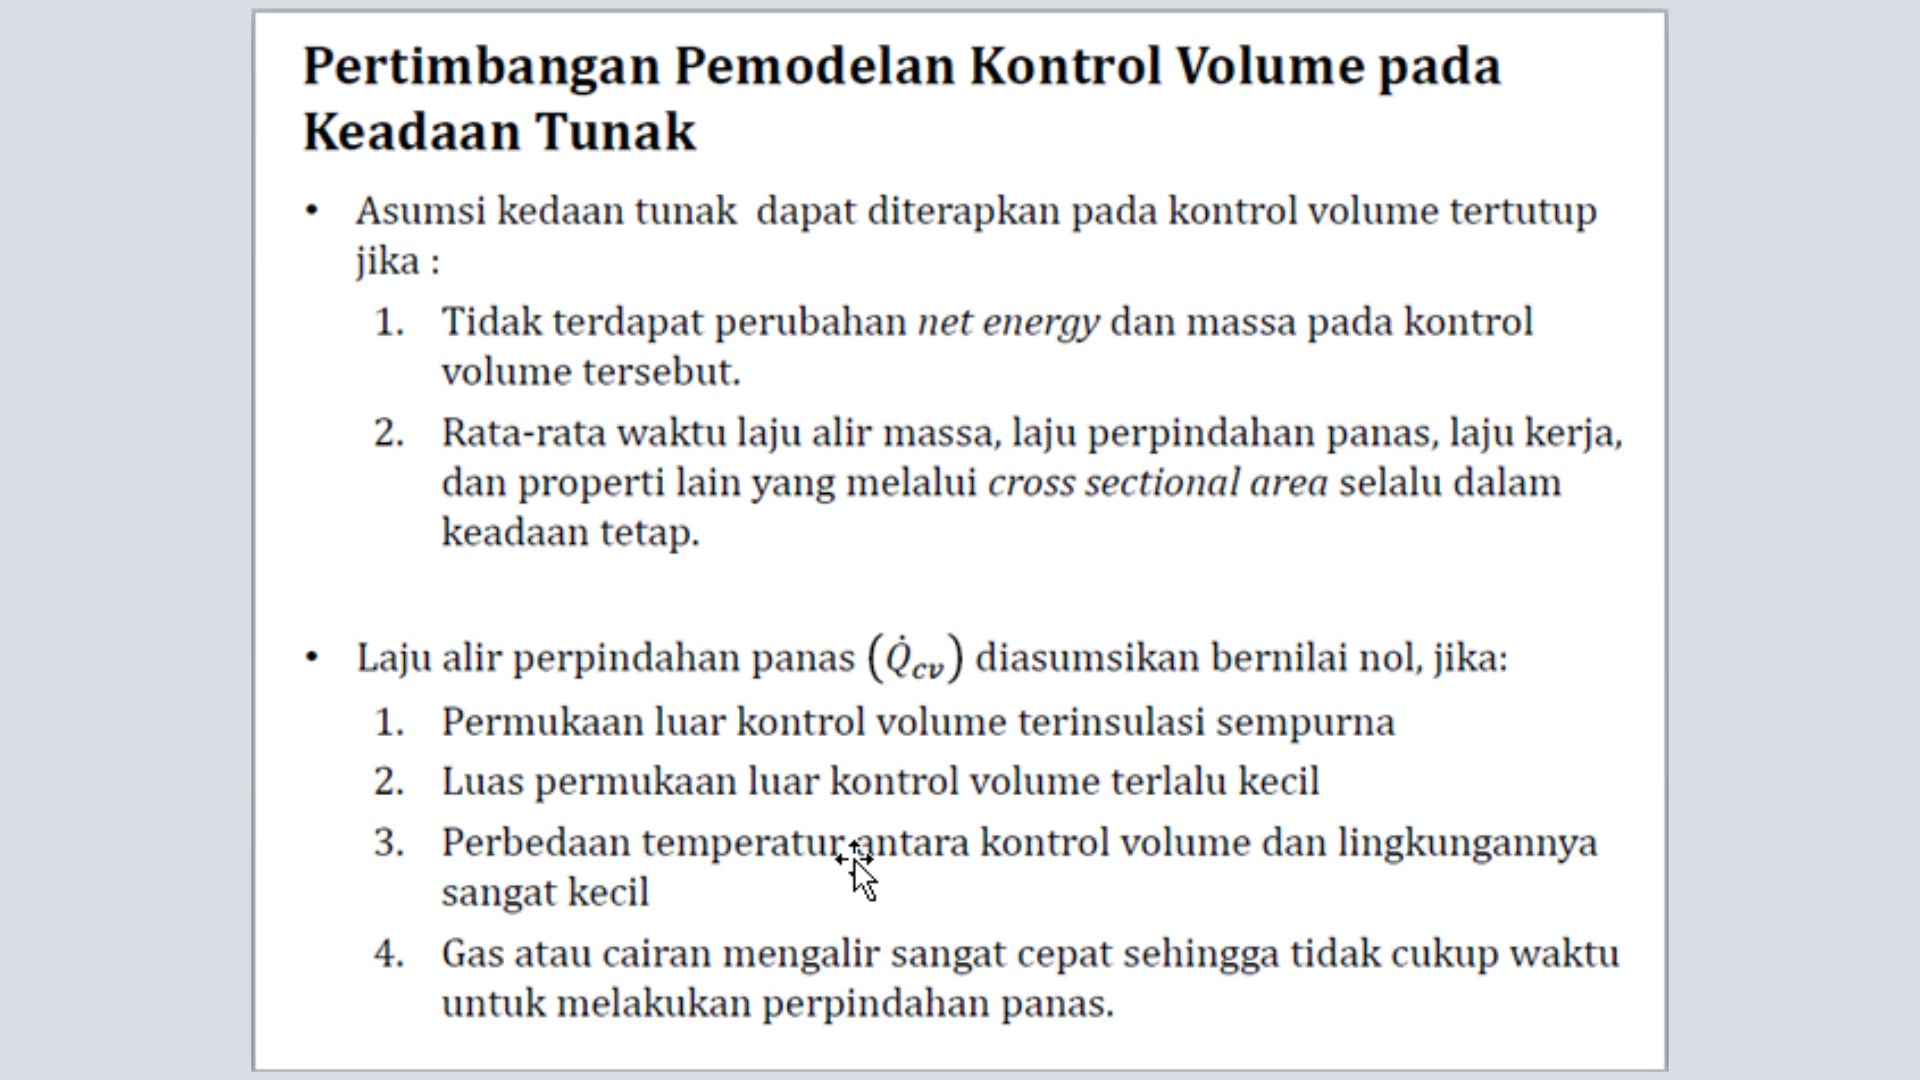 Pertimbangan Pemodelan Kontrol Volume pada
Keadaan Tunak
• Asumsi kedaan tunak  dapat diterapkan pada kontrol volume tertutup
jika :
1. Tidak terdapat perubahan net energy dan massa pada kontrol
volume tersebut.
2. Rata-rata waktu laju alir massa, laju perpindahan panas, laju kerja,
dan properti lain yang melalui cross sectional area selalu dalam
keadaan tetap.
• Laju alir perpindahan panas (Q̇cv) diasumsikan bernilai nol, jika:
1. Permukaan luar kontrol volume terinsulasi sempurna
2. Luas permukaan luar kontrol volume terlalu kecil
3. Perbedaan temperatur antara kontrol volume dan lingkungannya
sangat kecil
4. Gas atau cairan mengalir sangat cepat sehingga tidak cukup waktu
untuk melakukan perpindahan panas.